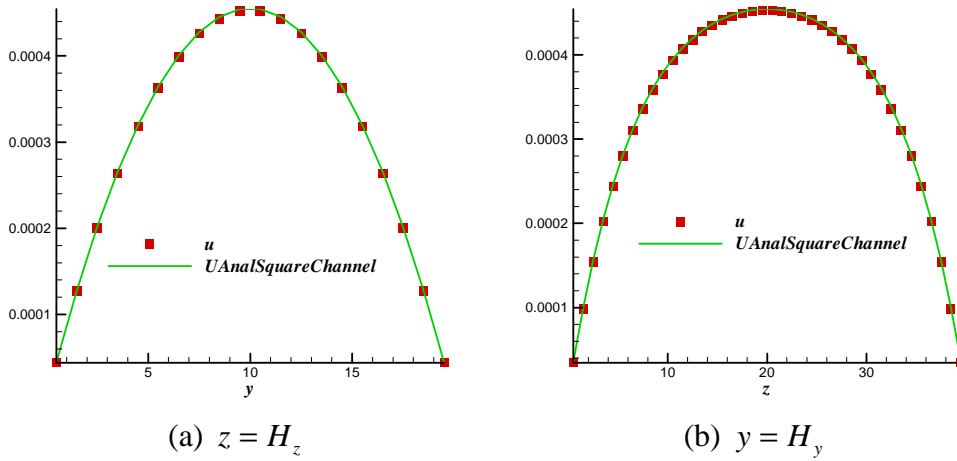 0.0004
0.0003
0.0002
0.0001
u
UAnalSquareChannel
5 10 15
y
(a) z = H_z
0.0004
0.0003
0.0002
0.0001
u
UAnalSquareChannel
10 20 30
z
(b) y = H_y